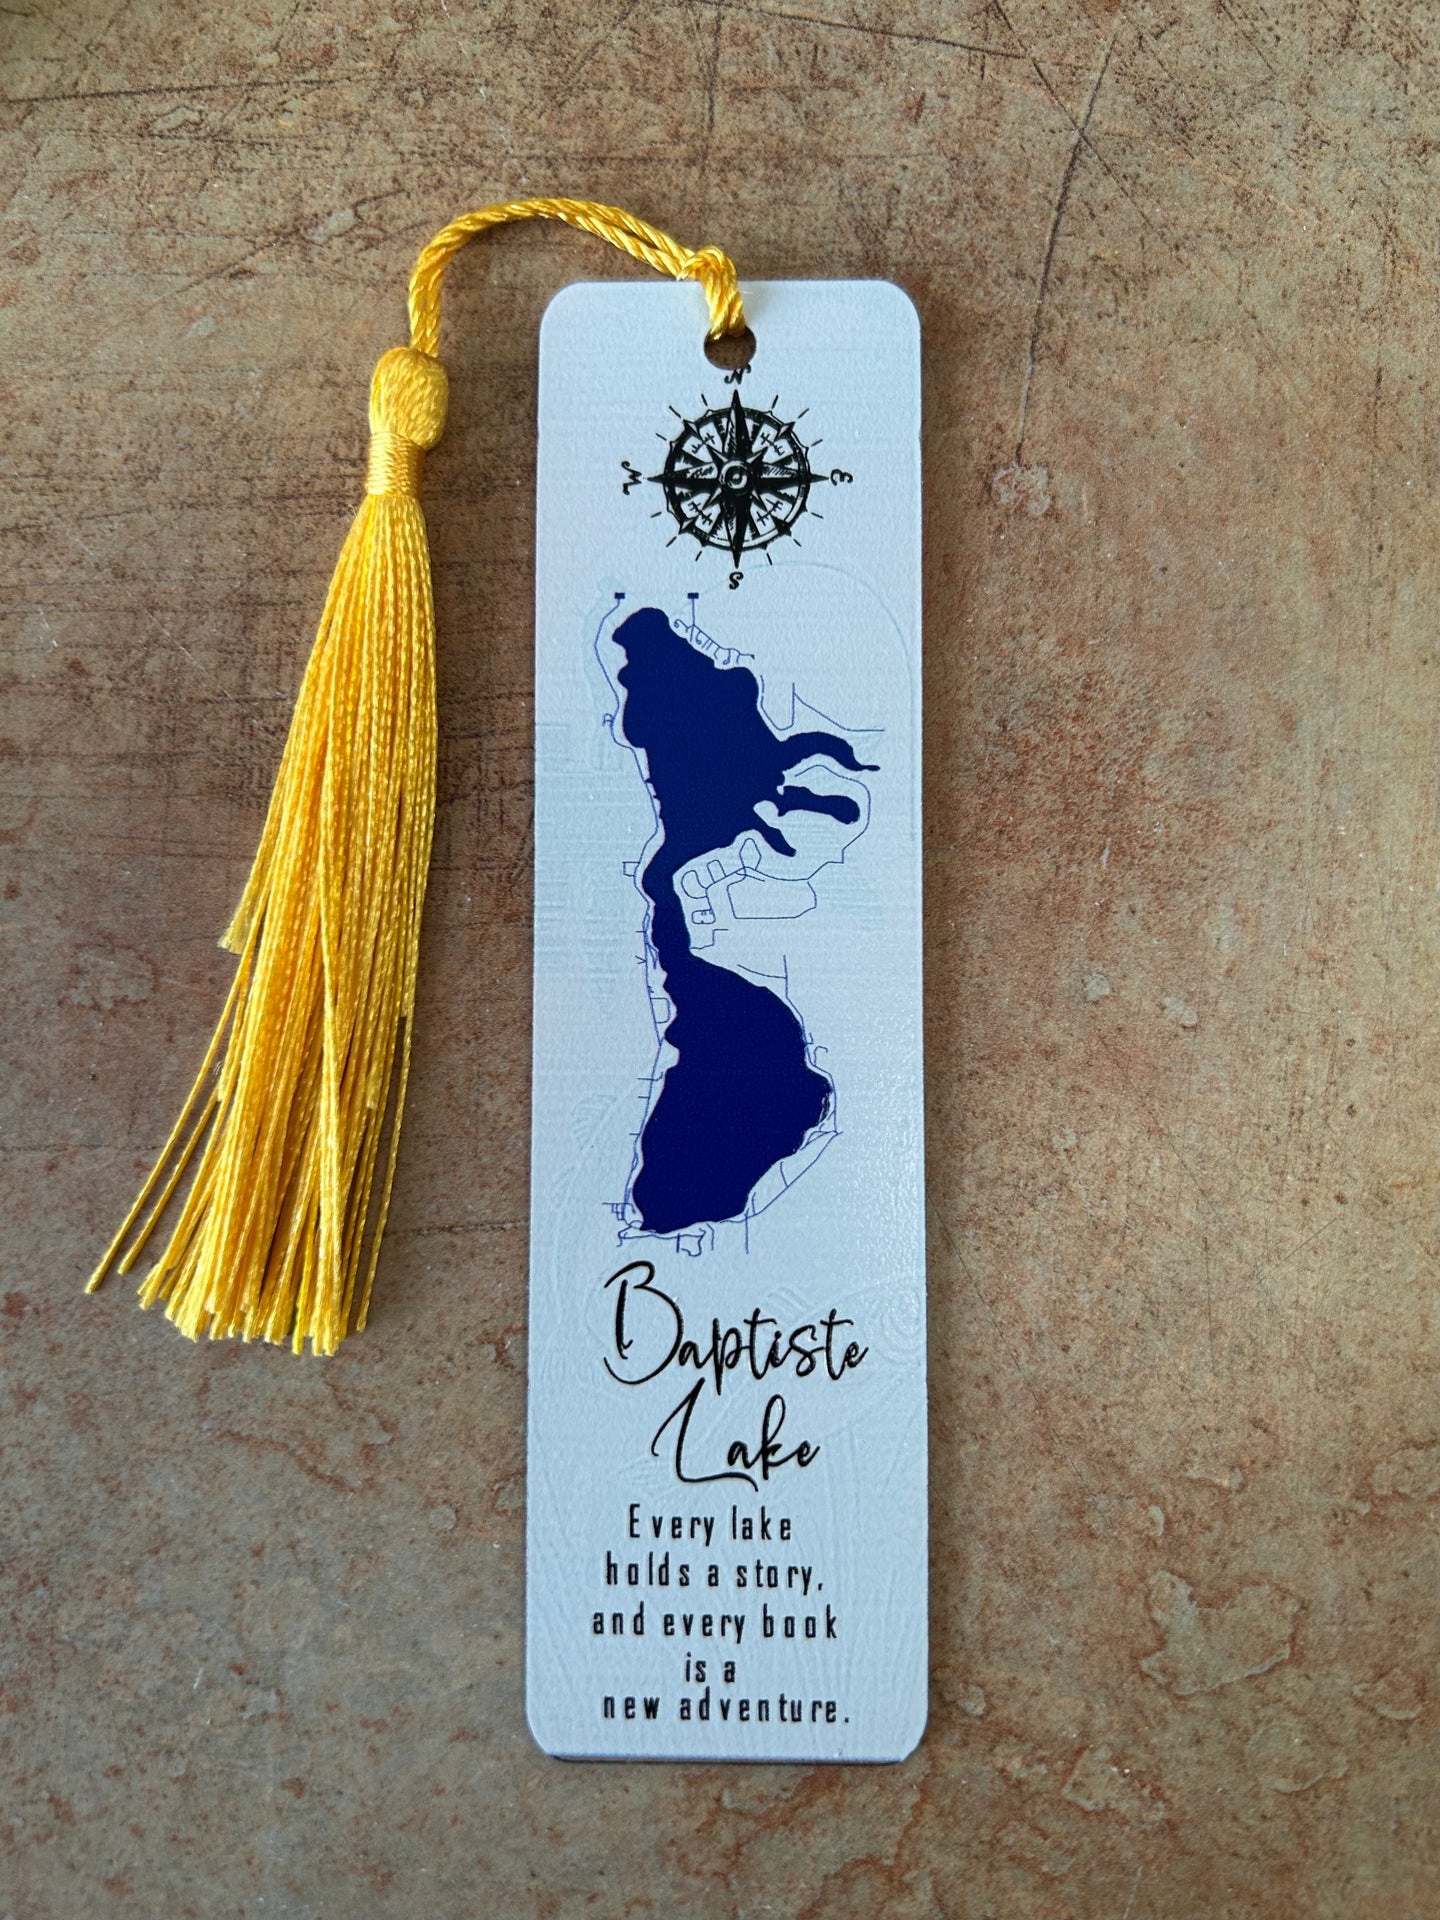 N
W E
S
Baptiste
Lake
Every lake
holds a story,
and every book
is a
new adventure.